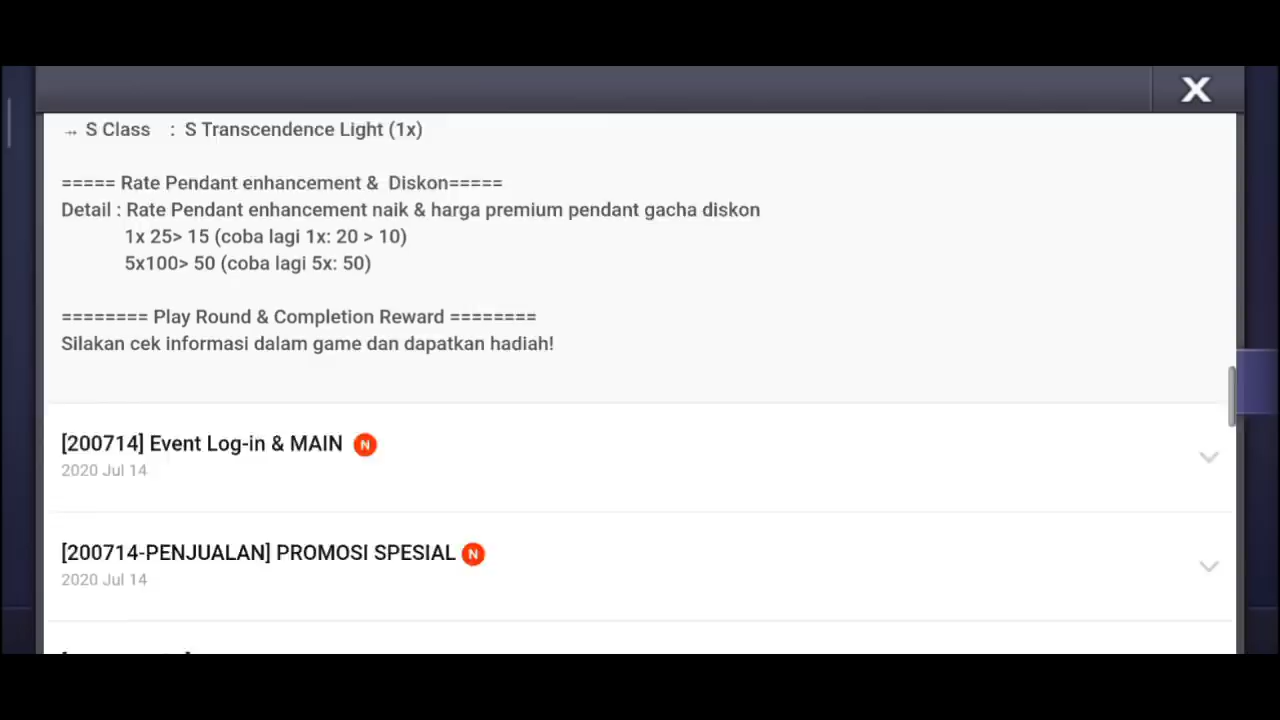 X
→ S Class : S Transcendence Light (1x)
===== Rate Pendant enhancement & Diskon=====
Detail : Rate Pendant enhancement naik & harga premium pendant gacha diskon
1x 25> 15 (coba lagi 1x: 20 > 10)
5x100> 50 (coba lagi 5x: 50)
======== Play Round & Completion Reward ========
Silakan cek informasi dalam game dan dapatkan hadiah!
[200714] Event Log-in & MAIN N
2020 Jul 14
[200714-PENJUALAN] PROMOSI SPESIAL N
2020 Jul 14